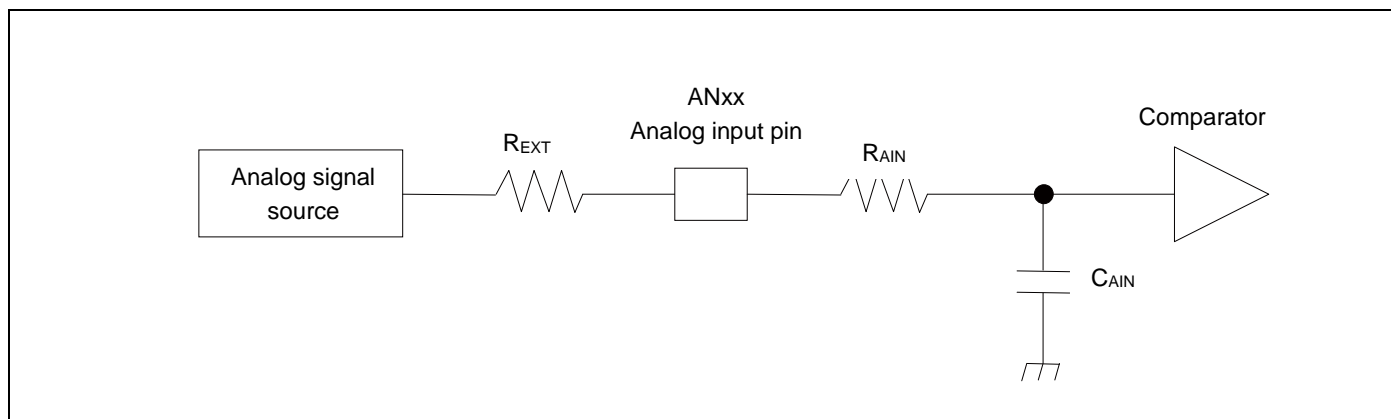 ANxx
Analog input pin
Comparator
REXT
RAIN
Analog signal
source
CAIN